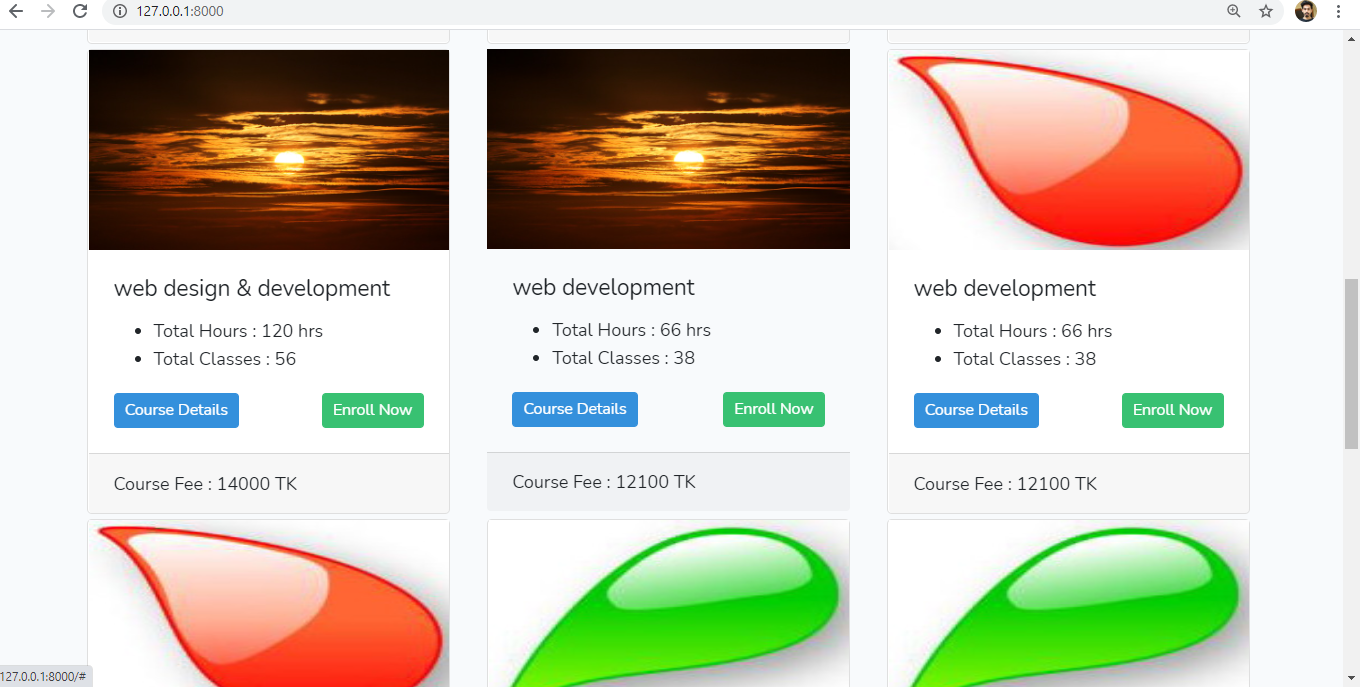 127.0.0.1:8000
web design & development
• Total Hours : 120 hrs
• Total Classes : 56
Course Details
Enroll Now
Course Fee : 14000 TK
web development
• Total Hours : 66 hrs
• Total Classes : 38
Course Details
Enroll Now
Course Fee : 12100 TK
web development
• Total Hours : 66 hrs
• Total Classes : 38
Course Details
Enroll Now
Course Fee : 12100 TK
127.0.0.1:8000/#